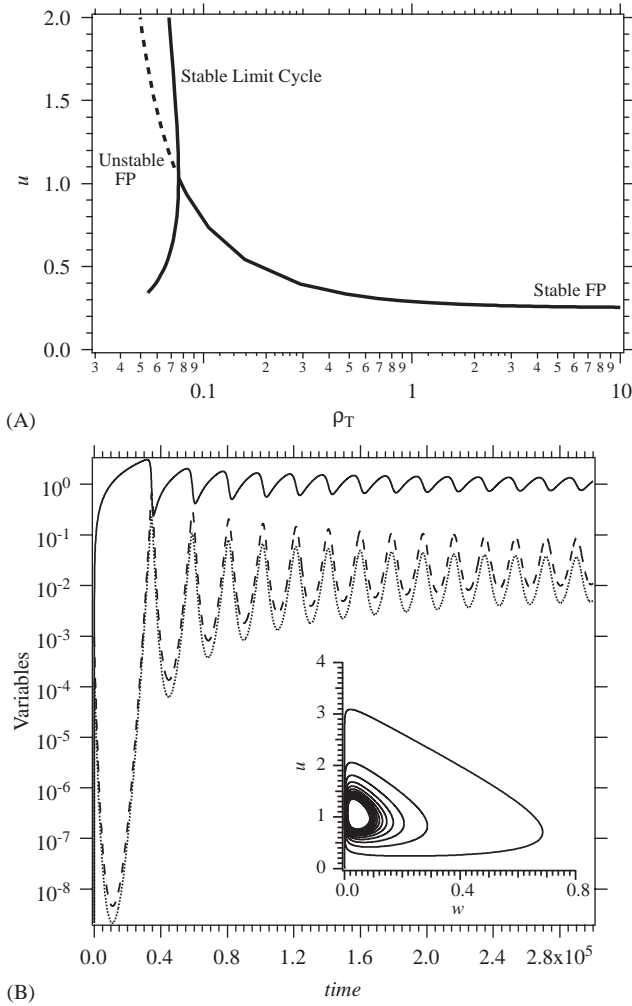 2.0
Stable Limit Cycle
1.5
Unstable
FP
u
1.0
0.5
Stable FP
0.0
3 4 5 6 7 8 9 2 3 4 5 6 7 8 9 2 3 4 5 6 7 8 9
0.1 1 10
(A) ρT
10⁰
10⁻¹
10⁻²
10⁻³
10⁻⁴
Variables
10⁻⁵
10⁻⁶
10⁻⁷
10⁻⁸
4
3
u
2
1
0
0.0 0.4 0.8
w
0.0 0.4 0.8 1.2 1.6 2.0 2.4 2.8x10⁵
(B) time